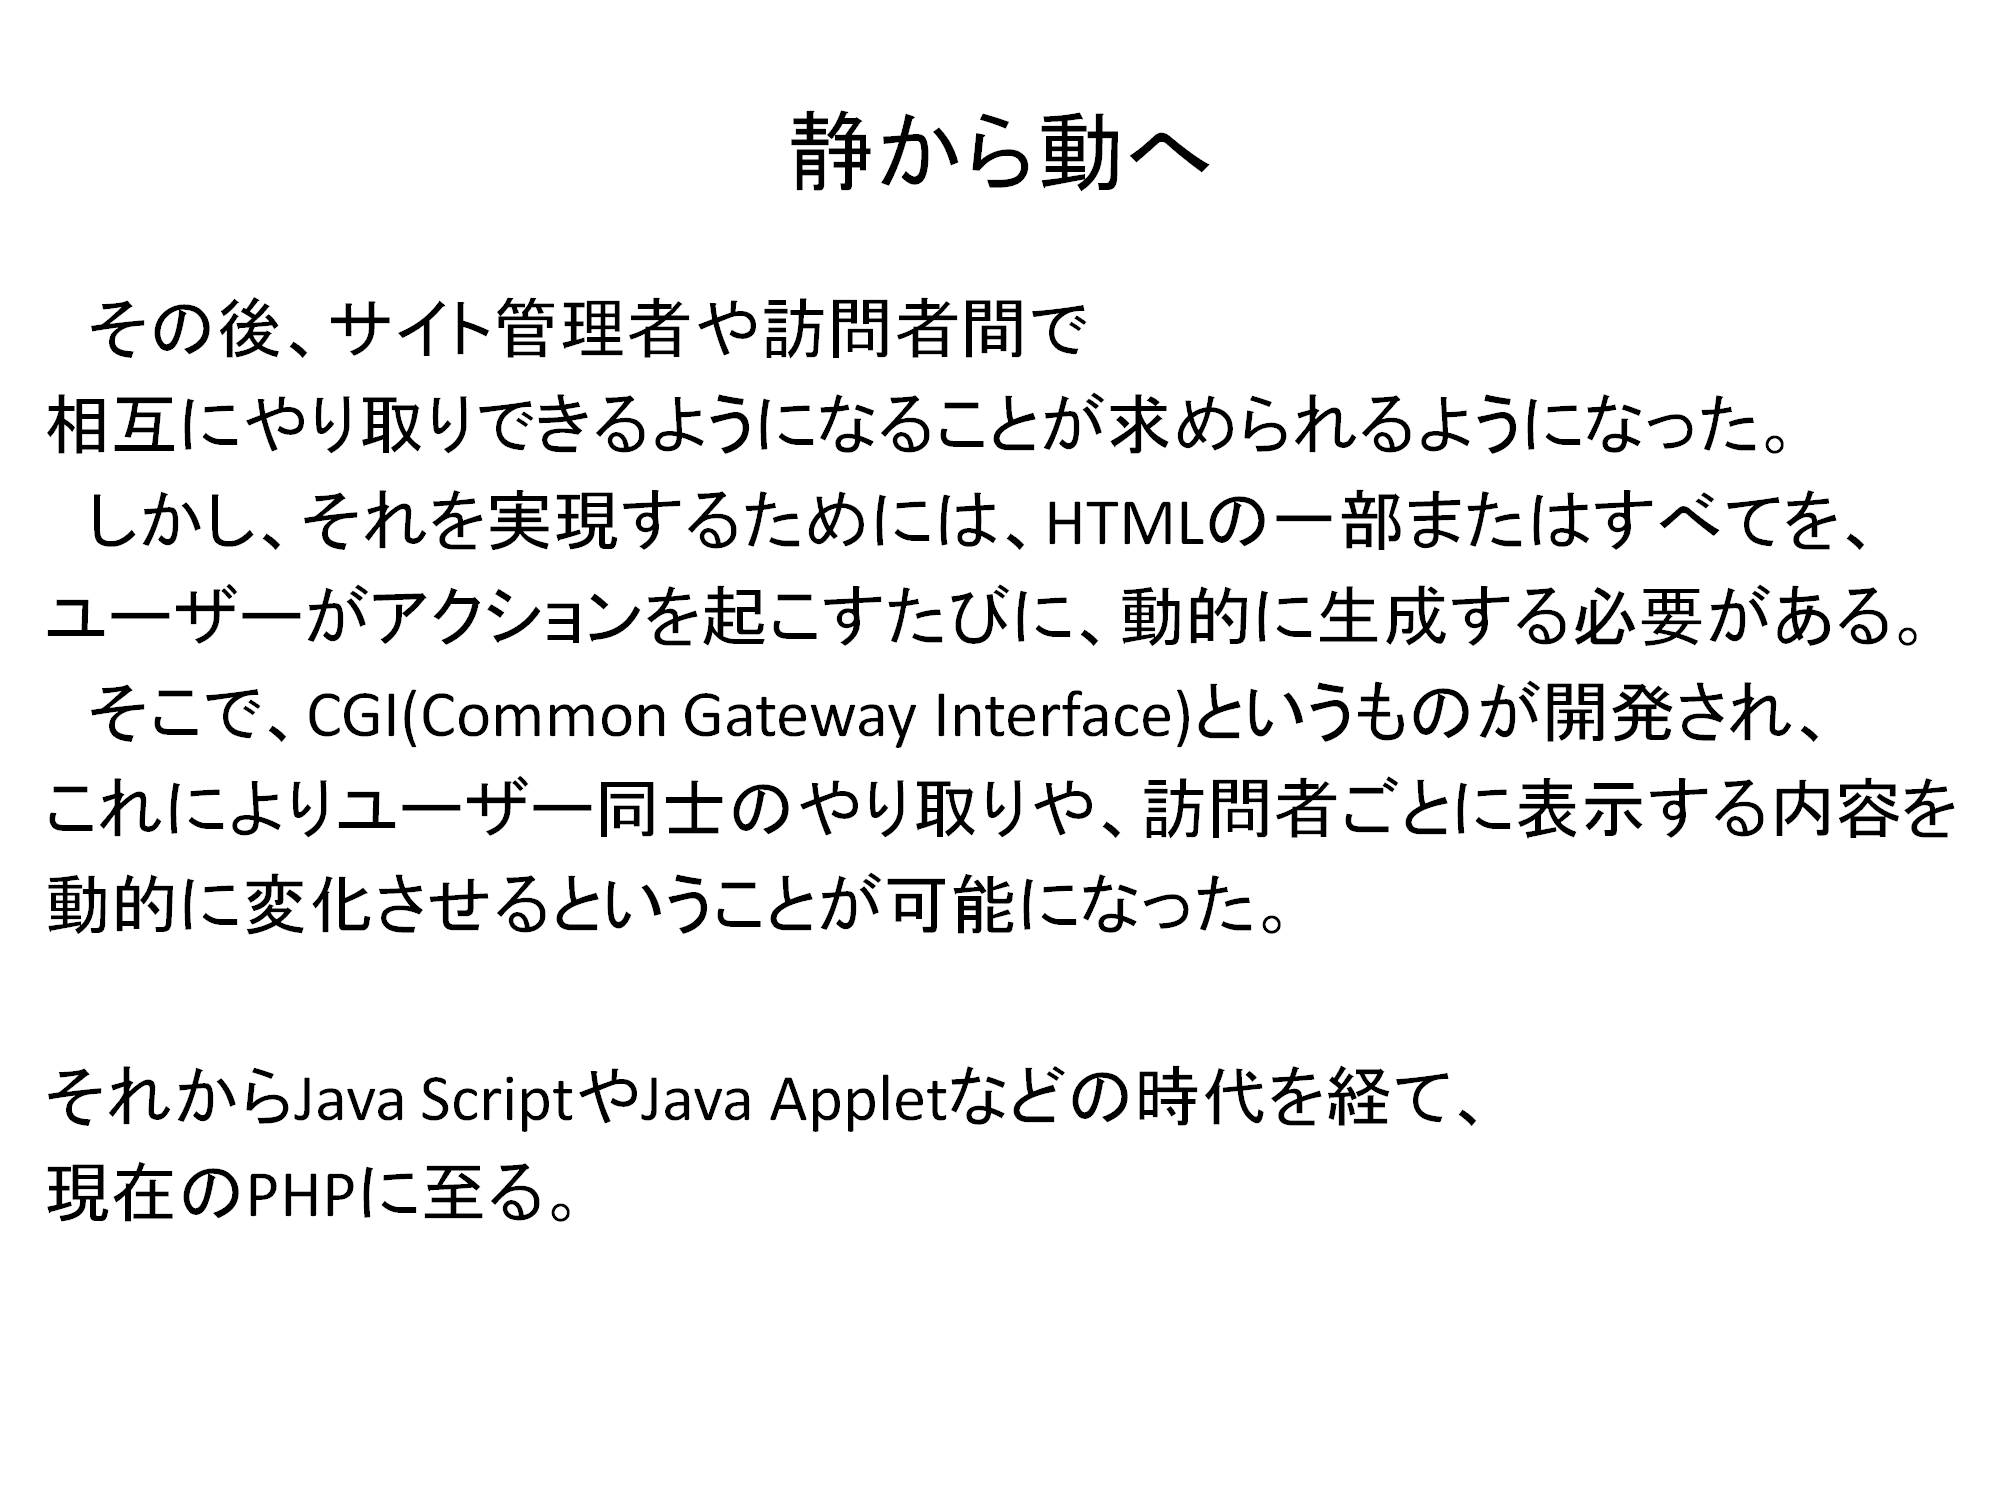 静から動へ
その後、サイト管理者や訪問者間で
相互にやり取りできるようになることが求められるようになった。
しかし、それを実現するためには、HTMLの一部またはすべてを、
ユーザーがアクションを起こすたびに、動的に生成する必要がある。
そこで、CGI(Common Gateway Interface)というものが開発され、
これによりユーザー同士のやり取りや、訪問者ごとに表示する内容を
動的に変化させるということが可能になった。
それからJava ScriptやJava Appletなどの時代を経て、
現在のPHPに至る。